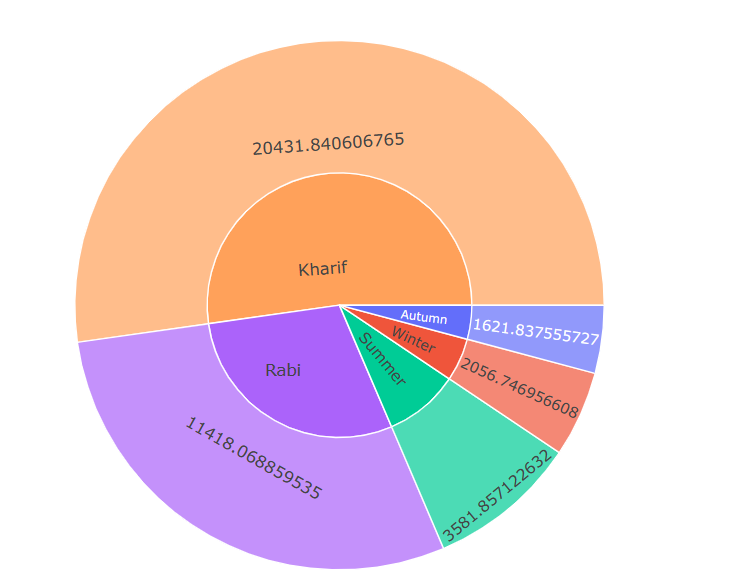 20431.840606765
Kharif
Autumn
1621.837555727
Winter
2056.746956608
Summer
3581.857122632
Rabi
11418.068859535